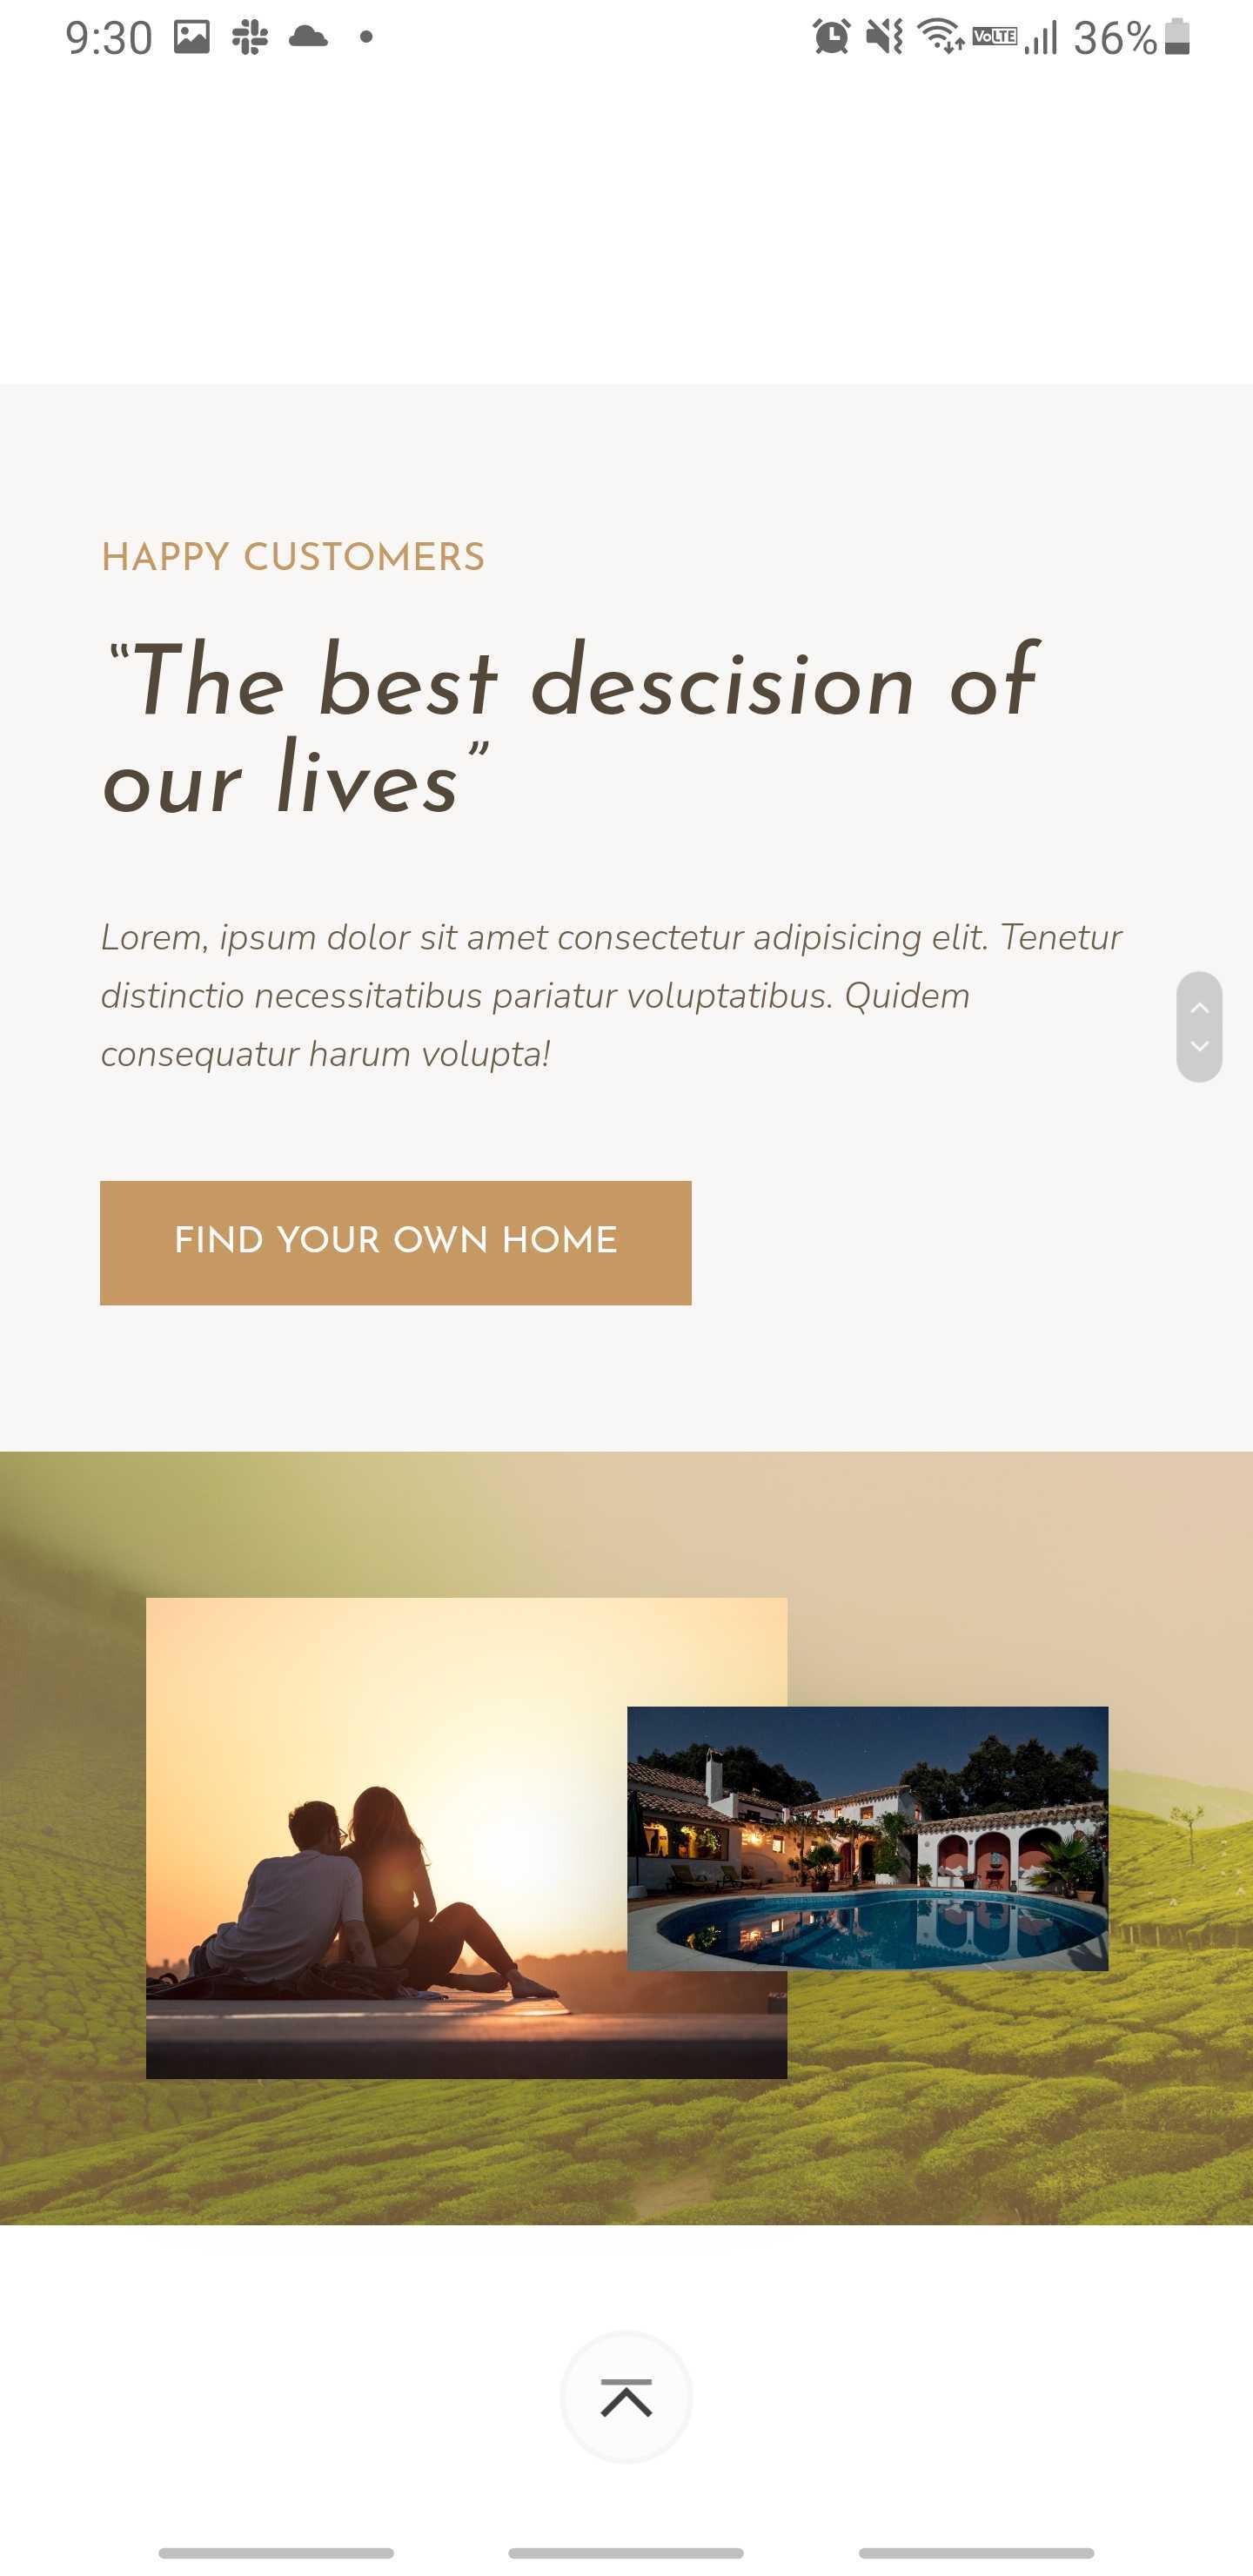 9:30 VoLTE 36%
HAPPY CUSTOMERS
“The best descision of
our lives”
Lorem, ipsum dolor sit amet consectetur adipisicing elit. Tenetur
distinctio necessitatibus pariatur voluptatibus. Quidem
consequatur harum volupta!
FIND YOUR OWN HOME